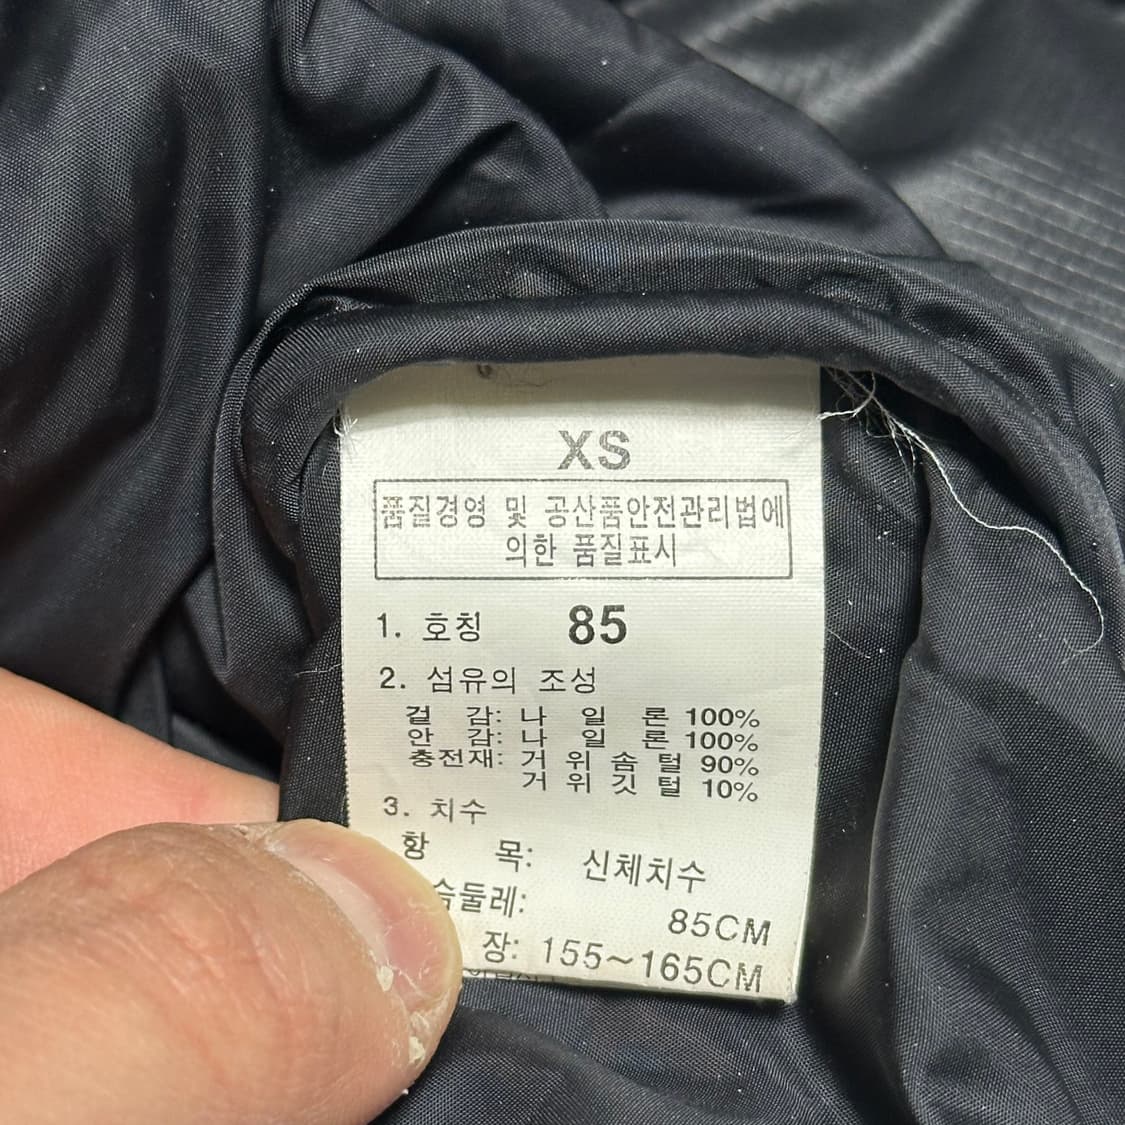 XS
품질경영 및 공산품안전관리법에
의한 품질표시
1. 호칭 85
2. 섬유의 조성
겉 감: 나 일 론 100%
안 감: 나 일 론 100%
충전재: 거 위 솜 털 90%
거 위 깃 털 10%
3. 치수
항 목: 신체치수
슴둘레: 85CM
장: 155~165CM